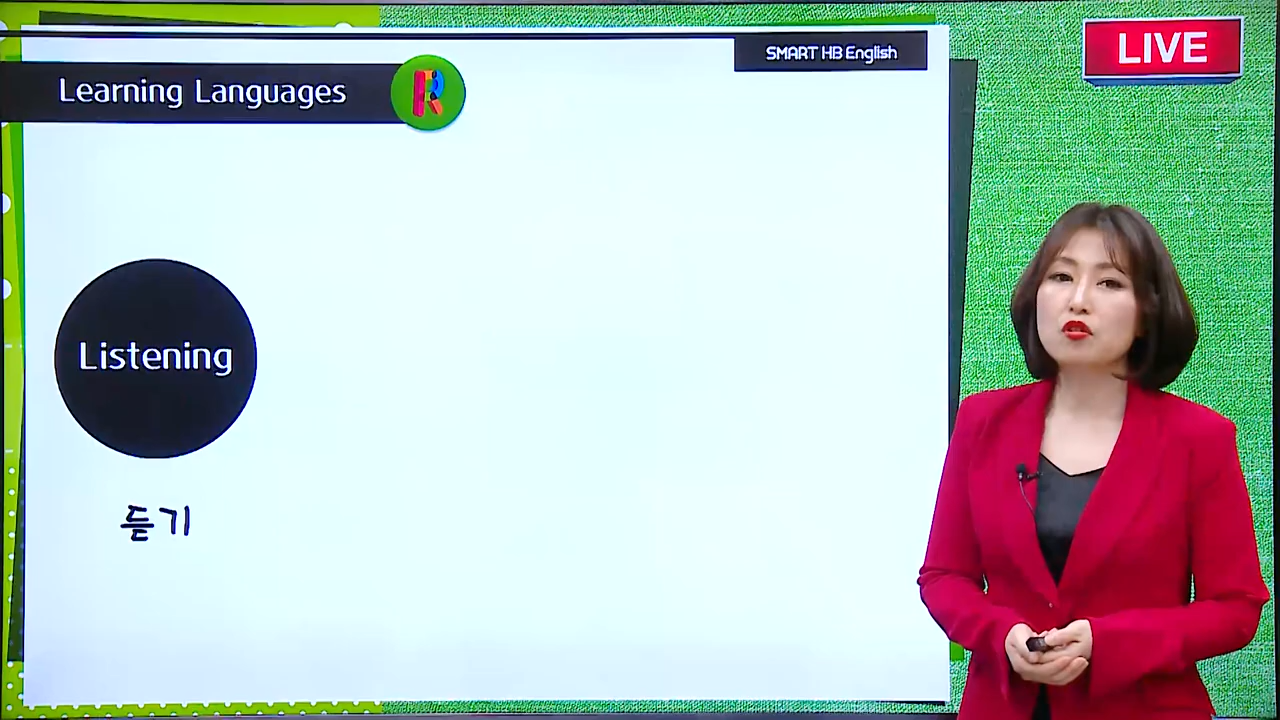 SMART HB English
LIVE
Learning Languages
R
Listening
듣기